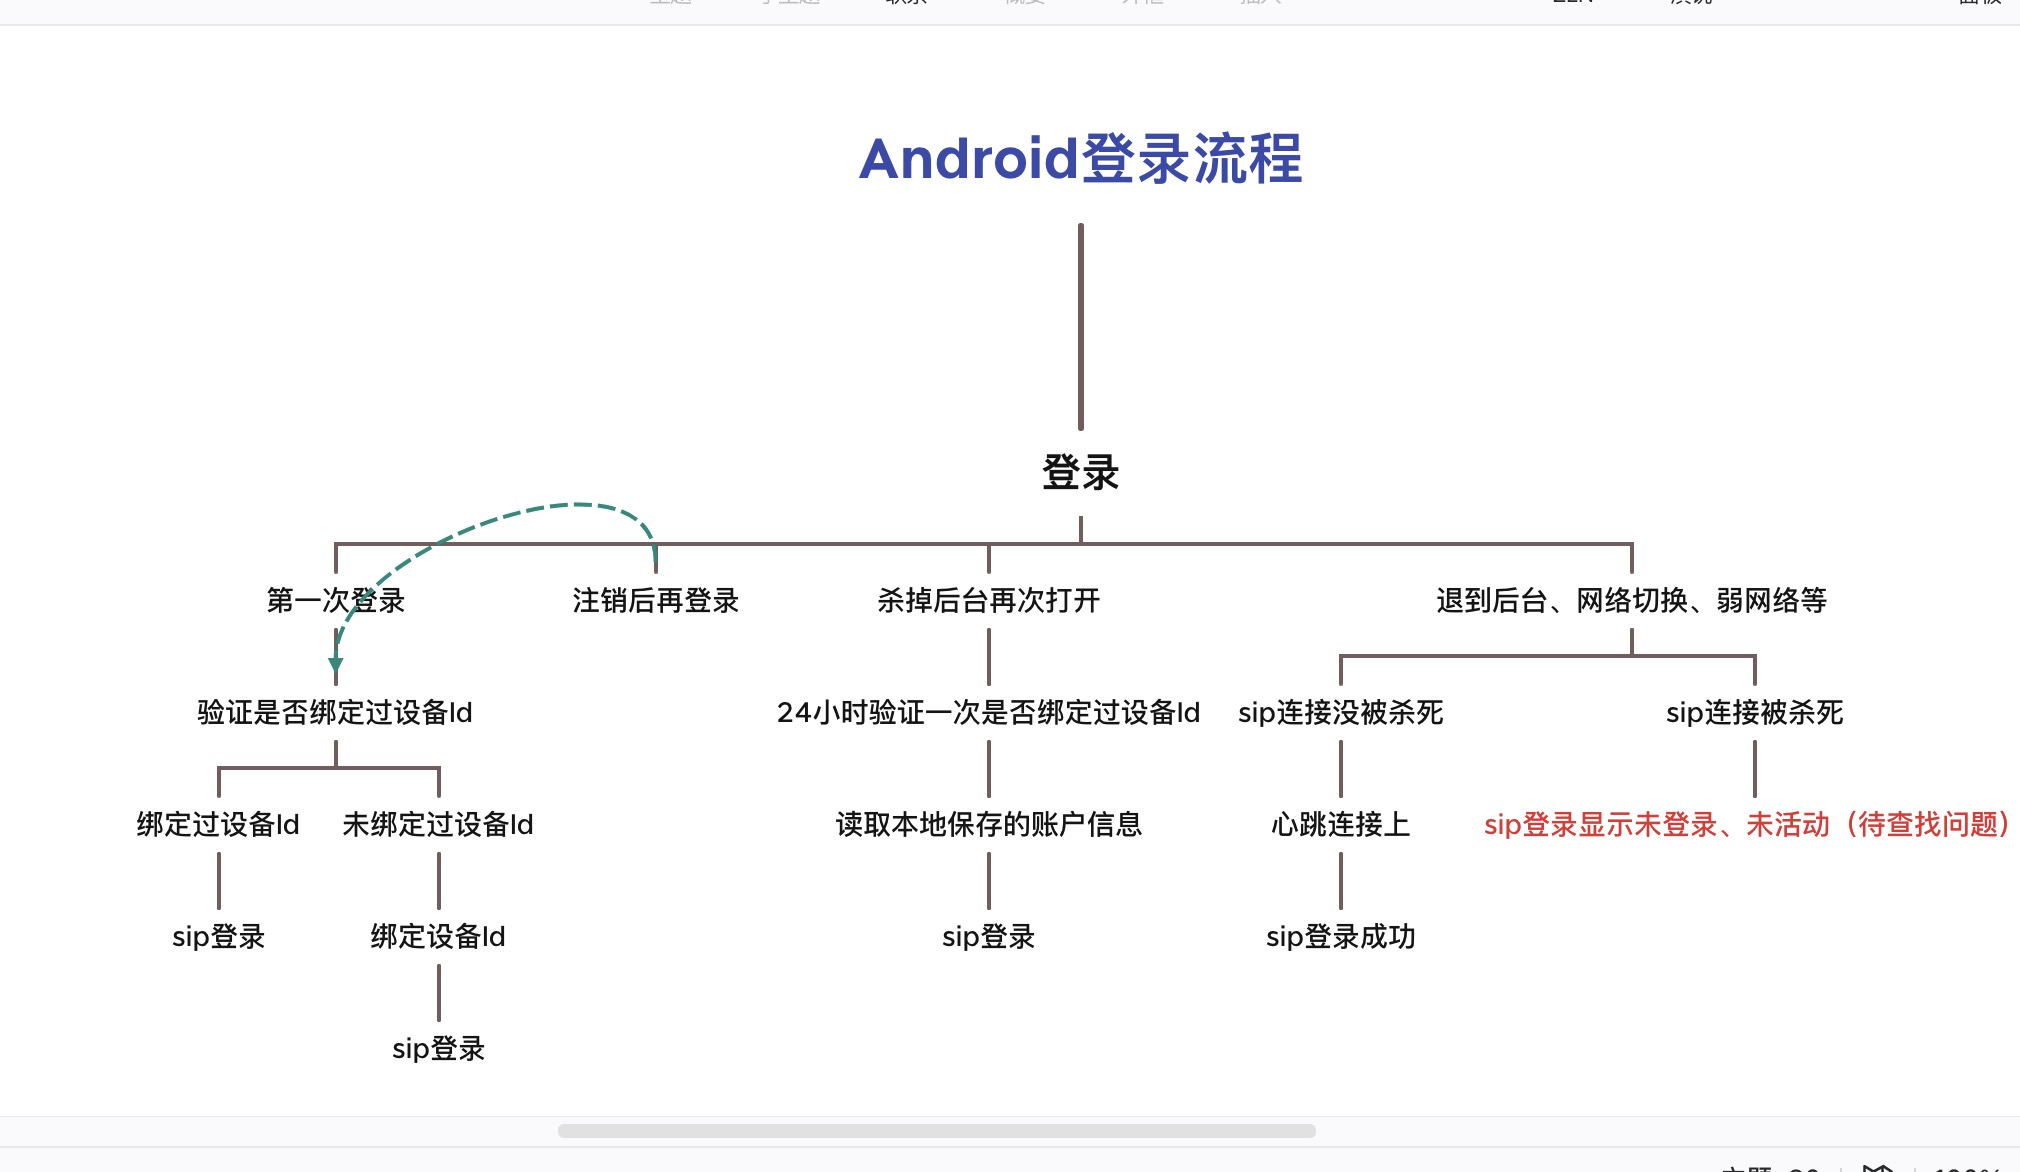 Android登录流程
登录
第一次登录
注销后再登录
杀掉后台再次打开
退到后台、网络切换、弱网络等
验证是否绑定过设备Id
24小时验证一次是否绑定过设备Id
sip连接没被杀死
sip连接被杀死
绑定过设备Id
未绑定过设备Id
读取本地保存的账户信息
心跳连接上
sip登录显示未登录、未活动（待查找问题）
sip登录
绑定设备Id
sip登录
sip登录成功
sip登录